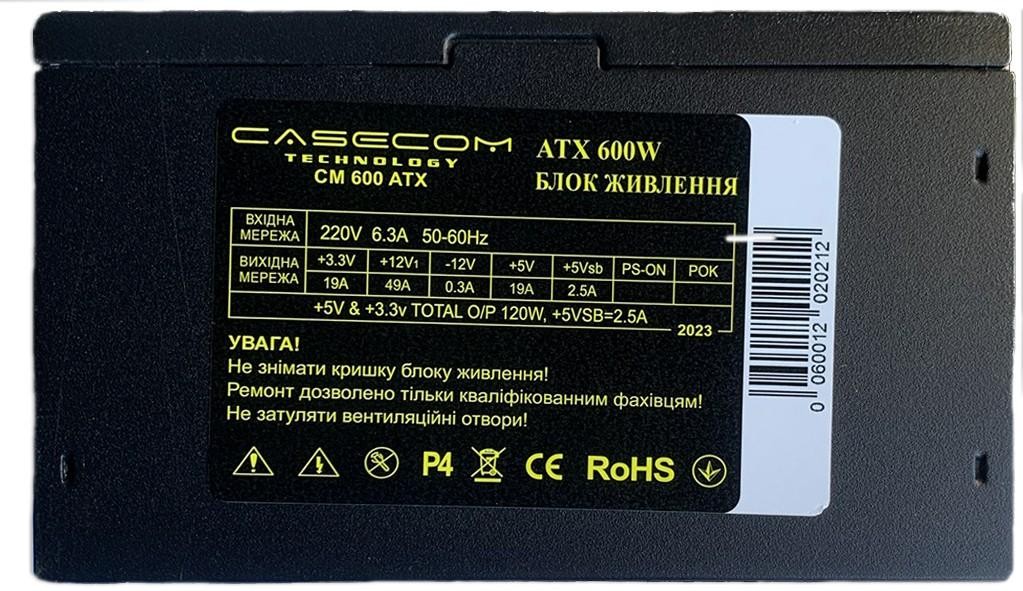 CASECOM
TECHNOLOGY
CM 600 ATX
ATX 600W
БЛОК ЖИВЛЕННЯ
ВХІДНА МЕРЕЖА 220V 6.3A 50-60Hz
ВИХІДНА МЕРЕЖА +3.3V +12V1 -12V +5V +5Vsb PS-ON POK
19A 49A 0.3A 19A 2.5A
+5V & +3.3v TOTAL O/P 120W, +5VSB=2.5A
2023
УВАГА!
Не знімати кришку блоку живлення!
Ремонт дозволено тільки кваліфікованним фахівцям!
Не затуляти вентиляційні отвори!
P4 CE RoHS
0 060012 020212